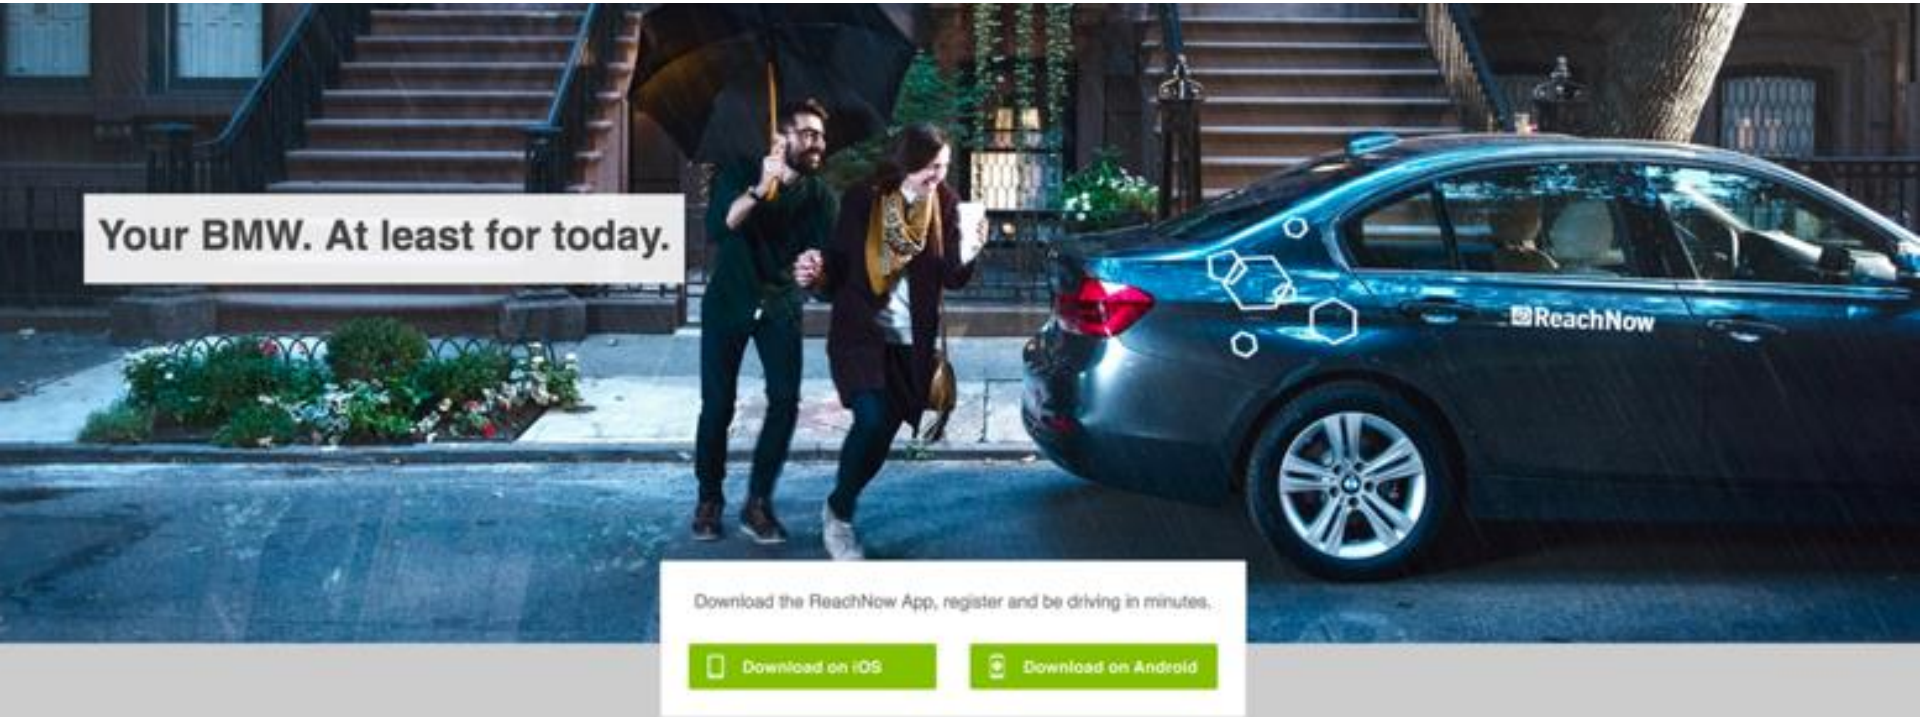 Your BMW. At least for today.
ReachNow
Download the ReachNow App, register and be driving in minutes.
Download on iOS
Download on Android